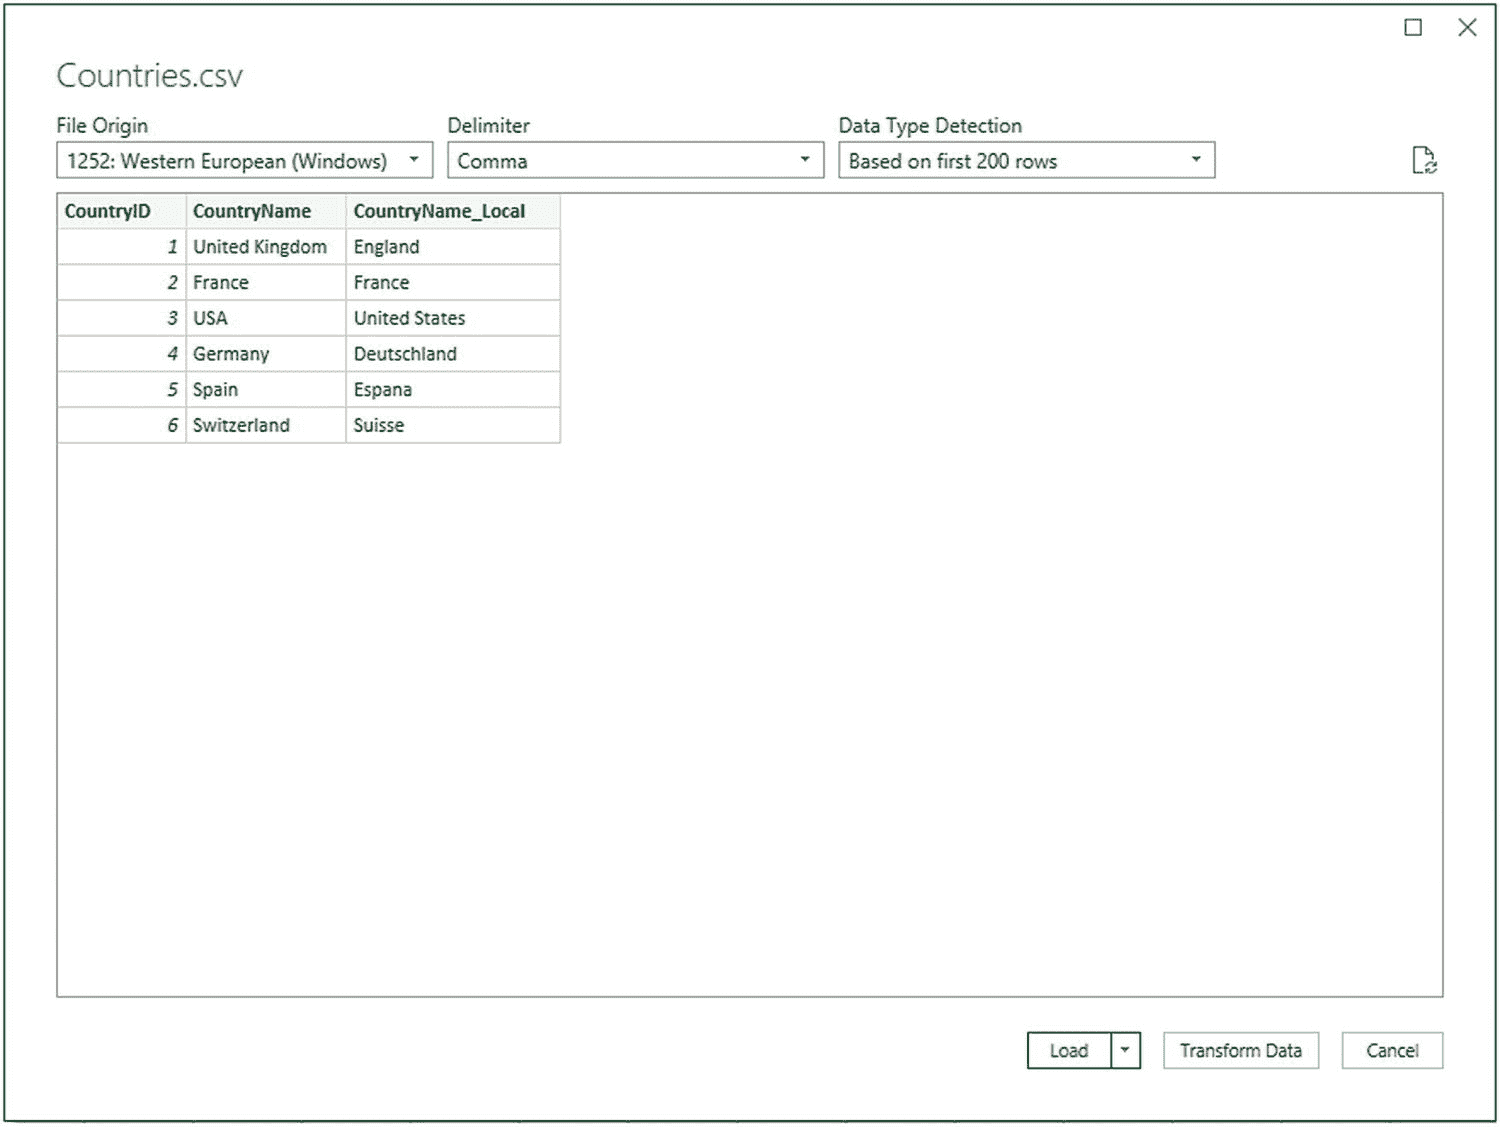 Countries.csv
File Origin Delimiter Data Type Detection
1252: Western European (Windows) Comma Based on first 200 rows
CountryID CountryName CountryName_Local
1 United Kingdom England
2 France France
3 USA United States
4 Germany Deutschland
5 Spain Espana
6 Switzerland Suisse
Load Transform Data Cancel